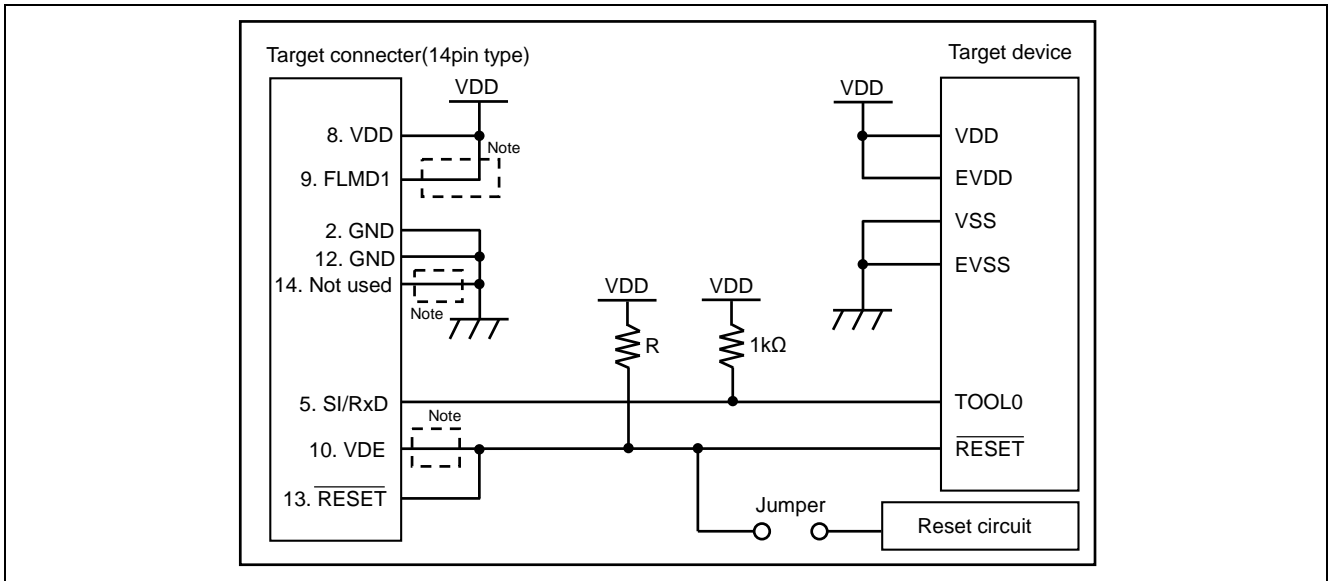 Target connecter(14pin type)
Target device
VDD
VDD
8. VDD
Note
9. FLMD1
2. GND
12. GND
14. Not used
Note
VDD
EVDD
VSS
EVSS
VDD
VDD
R
1kΩ
5. SI/RxD
Note
10. VDE
13. RESET
TOOL0
RESET
Jumper
Reset circuit